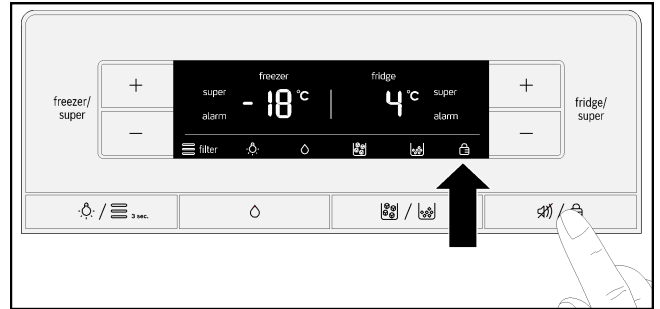 freezer/
super
+
−
freezer
fridge
super
alarm
- 18 °C
4 °C
super
alarm
filter
+
−
fridge/
super
/
3 sec.
/
/